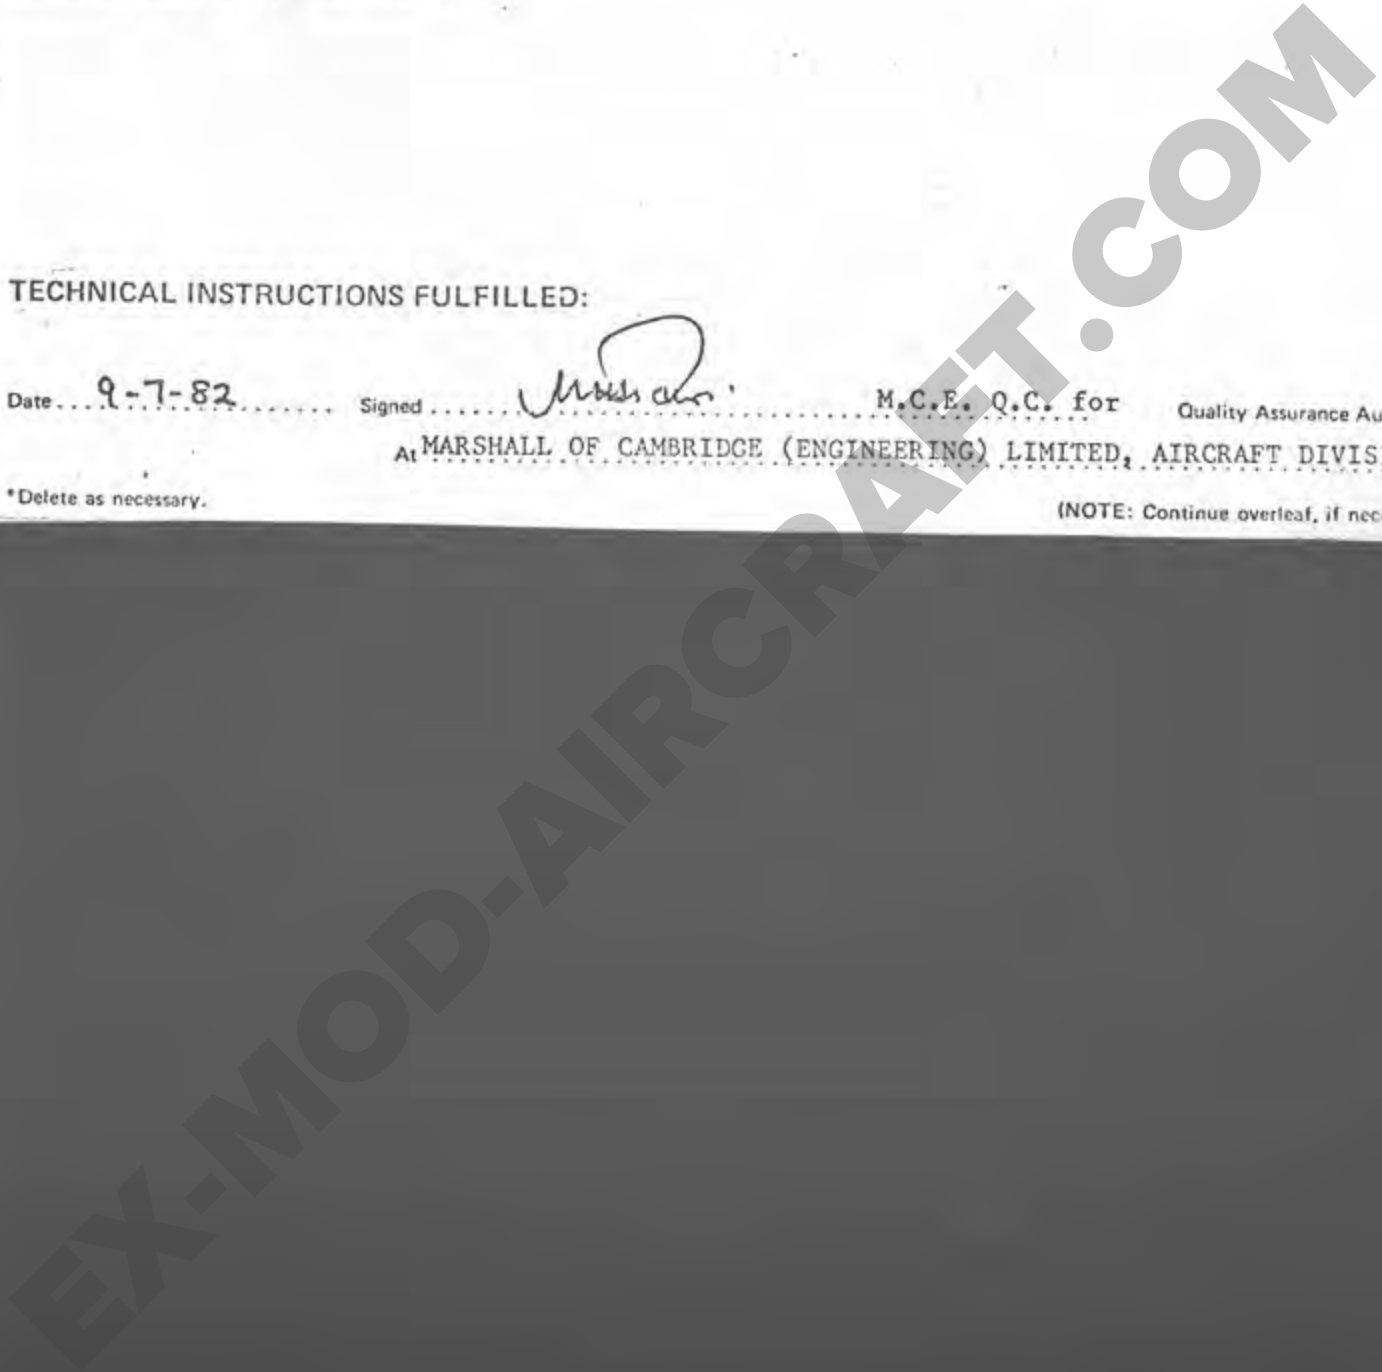 TECHNICAL INSTRUCTIONS FULFILLED:
Date....9-7-82.......... Signed.................................... M.C.E. Q.C. for Quality Assurance Au
At MARSHALL OF CAMBRIDGE (ENGINEERING) LIMITED, AIRCRAFT DIVIS
*Delete as necessary.
(NOTE: Continue overleaf, if nec
EX-MOD-AIRCRAFT.COM